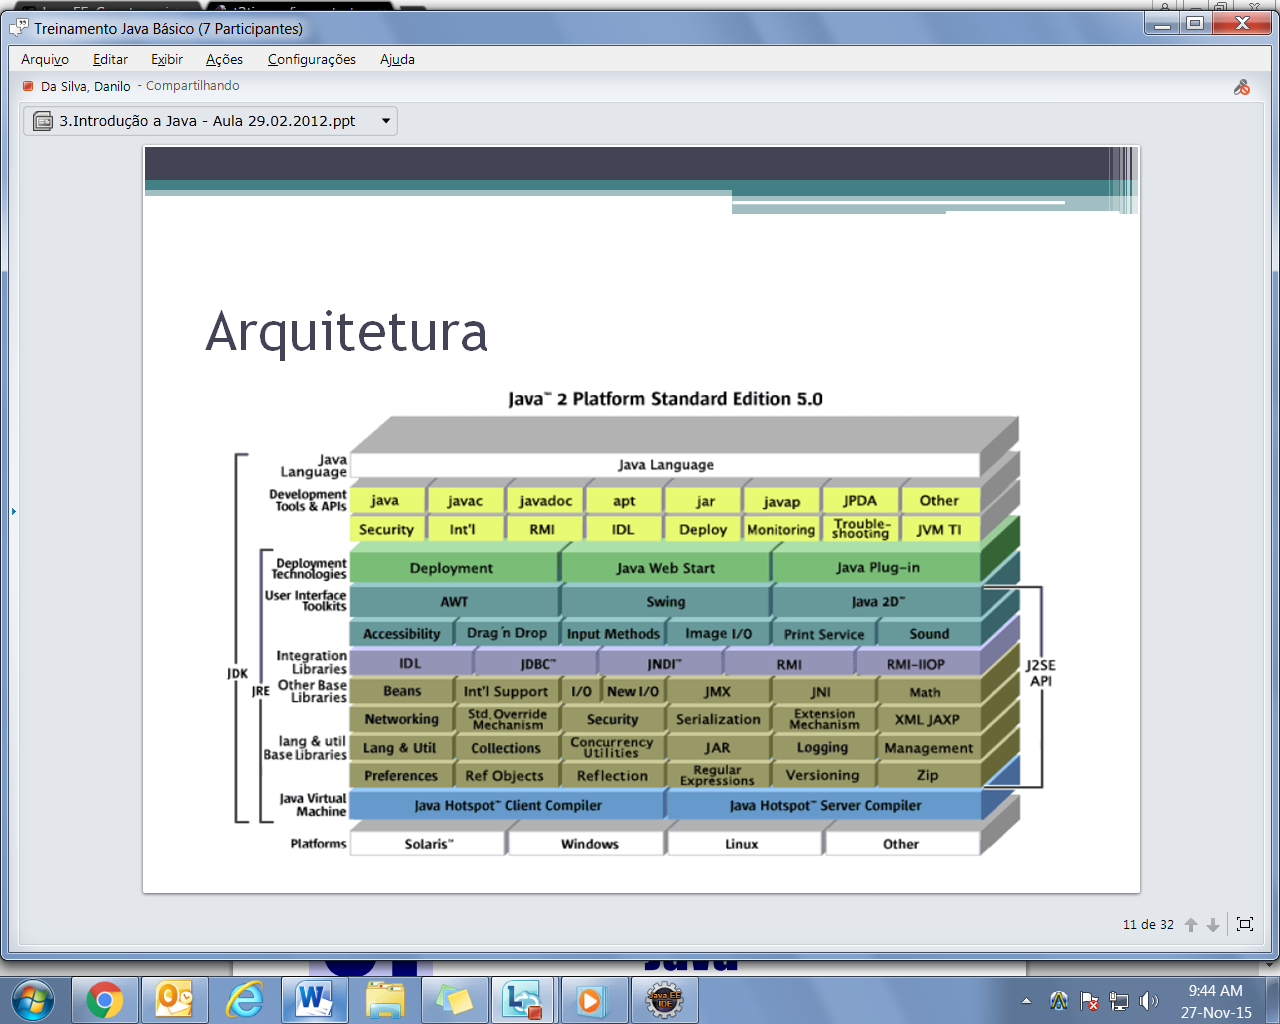 Treinamento Java Básico (7 Participantes)
Arquivo Editar Exibir Ações Configurações Ajuda
Da Silva, Danilo - Compartilhando
3.Introdução a Java - Aula 29.02.2012.ppt
Arquitetura
Java™ 2 Platform Standard Edition 5.0
Java
Language
Java Language
Development
Tools & APIs
java javac javadoc apt jar javap JPDA Other
Security Int'l RMI IDL Deploy Monitoring Trouble-
shooting JVM TI
Deployment
Technologies
Deployment Java Web Start Java Plug-in
User Interface
Toolkits
AWT Swing Java 2D™
Accessibility Drag'n Drop Input Methods Image I/O Print Service Sound
Integration
Libraries
IDL JDBC™ JNDI™ RMI RMI-IIOP
JDK
JRE
J2SE
API
Other Base
Libraries
Beans Int'l Support I/O New I/O JMX JNI Math
Networking Std. Override
Mechanism Security Serialization Extension
Mechanism XML JAXP
lang & util
Base Libraries
Lang & Util Collections Concurrency
Utilities JAR Logging Management
Preferences Ref Objects Reflection Regular
Expressions Versioning Zip
Java Virtual
Machine
Java Hotspot™ Client Compiler Java Hotspot™ Server Compiler
Platforms
Solaris™ Windows Linux Other
11 de 32
Java EE
IDE
9:44 AM
27-Nov-15